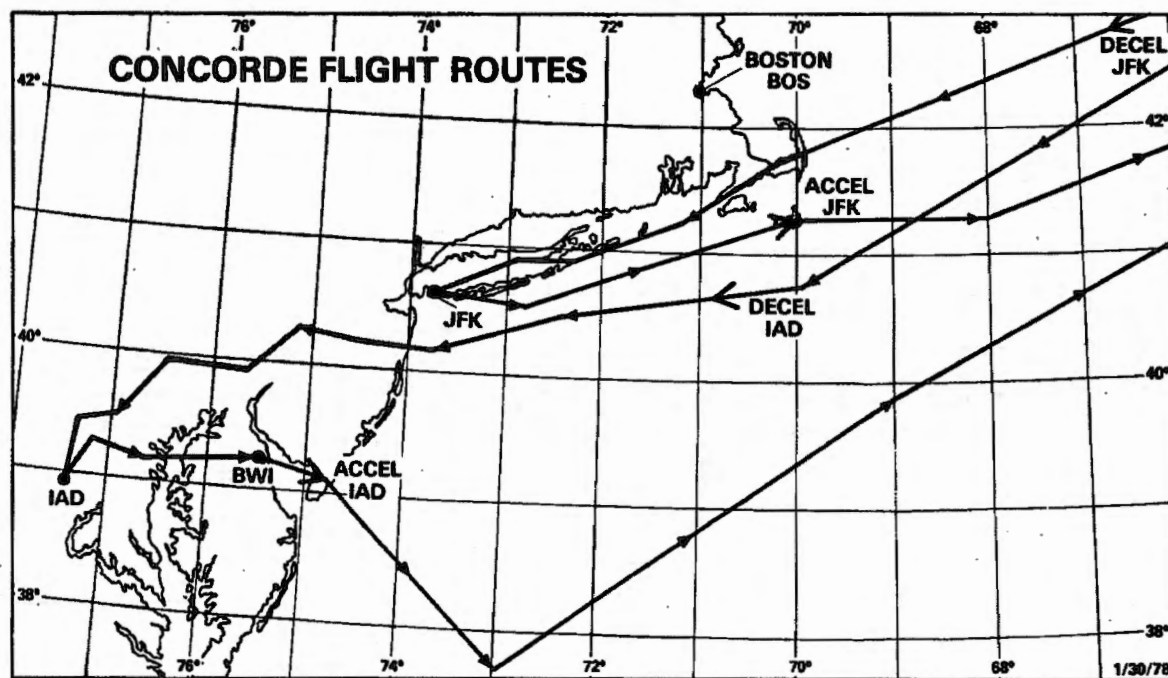 76° 74° 70° 68°
CONCORDE FLIGHT ROUTES
BOSTON
BOS
DECEL
JFK
42°
42°
ACCEL
JFK
JFK
DECEL
IAD
40°
40°
IAD
BWI
ACCEL
IAD
38°
38°
76° 74° 72° 70° 68°
1/30/78